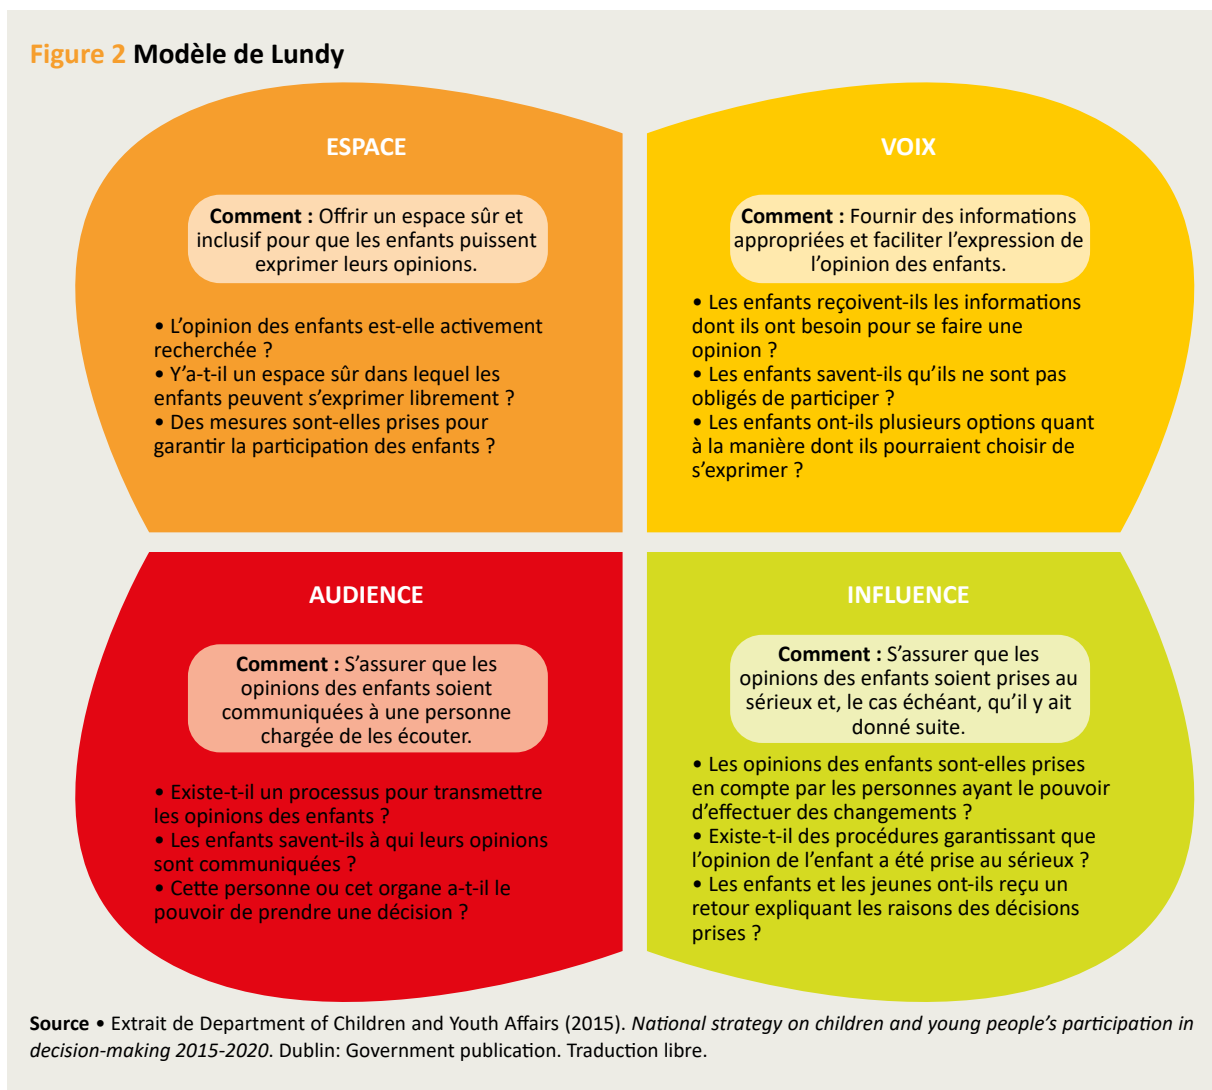 Figure 2 Modèle de Lundy
ESPACE
Comment : Offrir un espace sûr et
inclusif pour que les enfants puissent
exprimer leurs opinions.
• L’opinion des enfants est-elle activement
recherchée ?
• Y’a-t-il un espace sûr dans lequel les
enfants peuvent s’exprimer librement ?
• Des mesures sont-elles prises pour
garantir la participation des enfants ?
VOIX
Comment : Fournir des informations
appropriées et faciliter l’expression de
l’opinion des enfants.
• Les enfants reçoivent-ils les informations
dont ils ont besoin pour se faire une
opinion ?
• Les enfants savent-ils qu’ils ne sont pas
obligés de participer ?
• Les enfants ont-ils plusieurs options quant
à la manière dont ils pourraient choisir de
s’exprimer ?
AUDIENCE
Comment : S’assurer que les
opinions des enfants soient
communiquées à une personne
chargée de les écouter.
• Existe-t-il un processus pour transmettre
les opinions des enfants ?
• Les enfants savent-ils à qui leurs opinions
sont communiquées ?
• Cette personne ou cet organe a-t-il le
pouvoir de prendre une décision ?
INFLUENCE
Comment : S’assurer que les
opinions des enfants soient prises au
sérieux et, le cas échéant, qu’il y ait
donné suite.
• Les opinions des enfants sont-elles prises
en compte par les personnes ayant le pouvoir
d’effectuer des changements ?
• Existe-t-il des procédures garantissant que
l’opinion de l’enfant a été prise au sérieux ?
• Les enfants et les jeunes ont-ils reçu un
retour expliquant les raisons des décisions
prises ?
Source • Extrait de Department of Children and Youth Affairs (2015). National strategy on children and young people’s participation in
decision-making 2015-2020. Dublin: Government publication. Traduction libre.